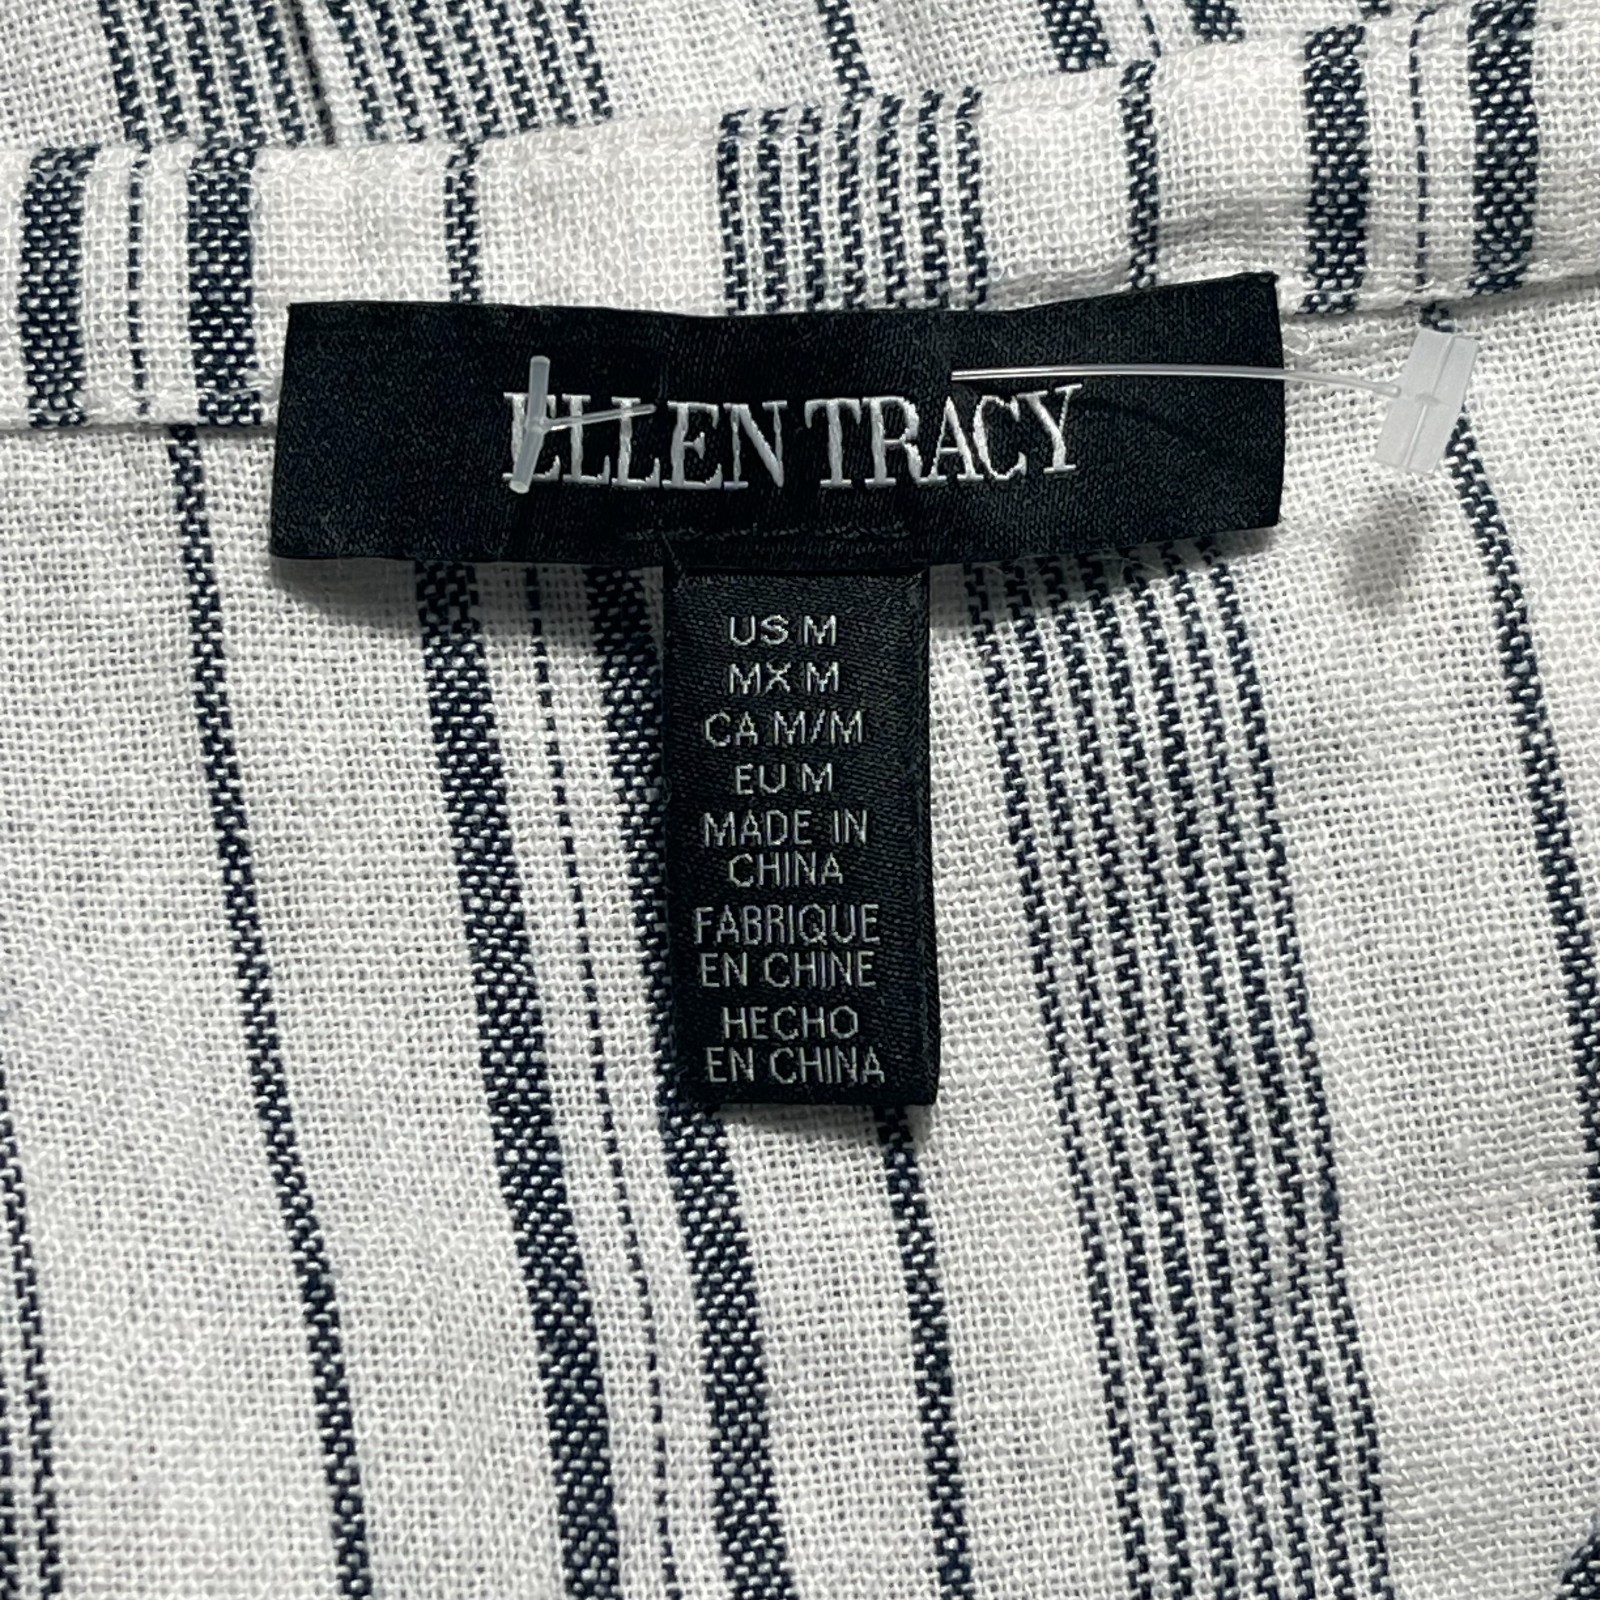 ELLEN TRACY
US M
MX M
CA M/M
EU M
MADE IN
CHINA
FABRIQUE
EN CHINE
HECHO
EN CHINA